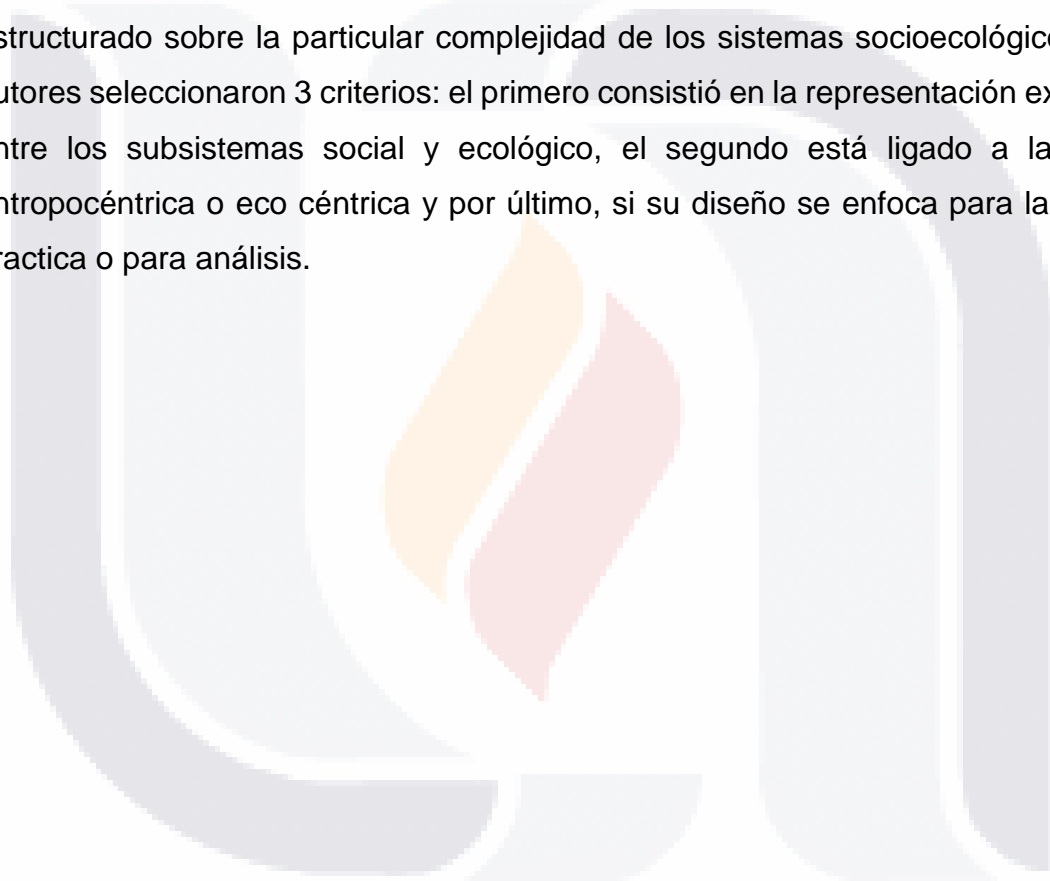 structurado sobre la particular complejidad de los sistemas socioecológic
utores seleccionaron 3 criterios: el primero consistió en la representación ex
ntre los subsistemas social y ecológico, el segundo está ligado a la
ntropocéntrica o eco céntrica y por último, si su diseño se enfoca para la
ractica o para análisis.